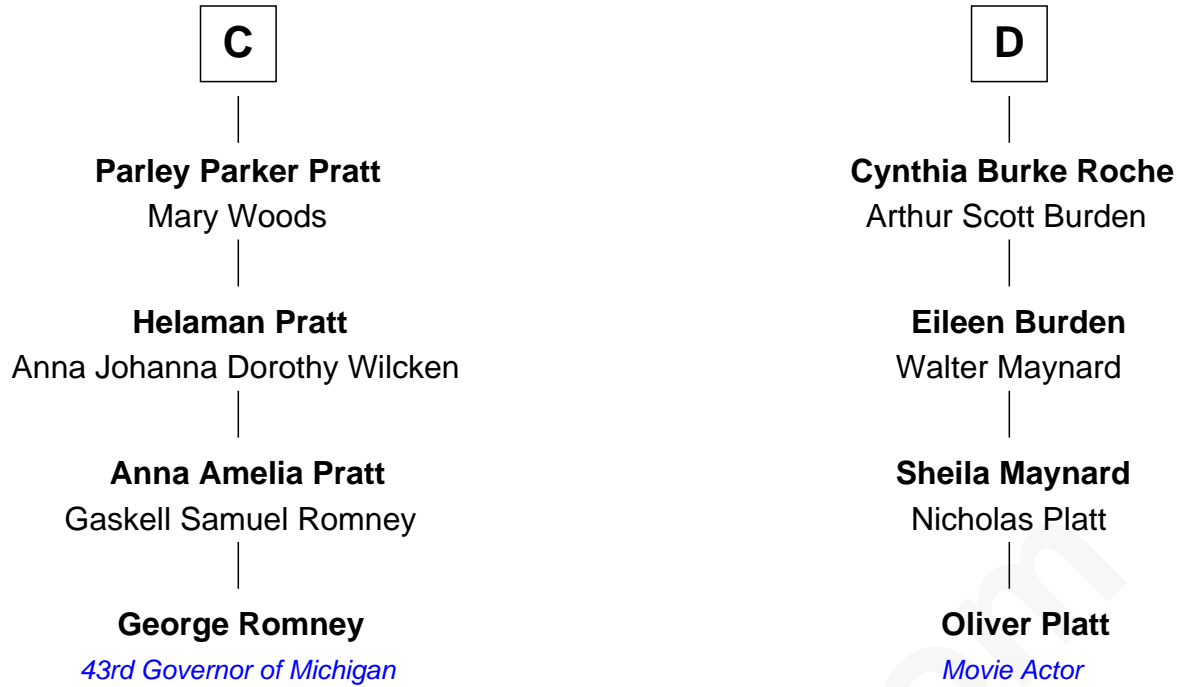 C
Parley Parker Pratt
Mary Woods
Helaman Pratt
Anna Johanna Dorothy Wilcken
Anna Amelia Pratt
Gaskell Samuel Romney
George Romney
43rd Governor of Michigan
D
Cynthia Burke Roche
Arthur Scott Burden
Eileen Burden
Walter Maynard
Sheila Maynard
Nicholas Platt
Oliver Platt
Movie Actor